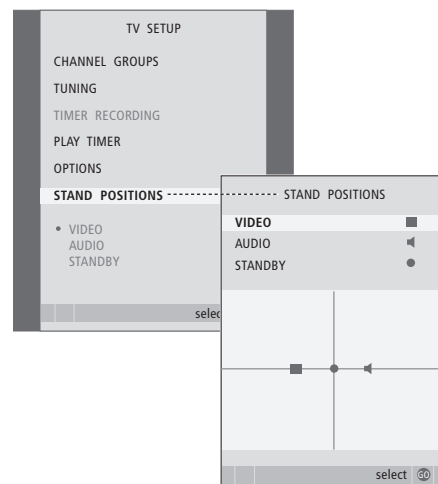 TV SETUP
CHANNEL GROUPS
TUNING
TIMER RECORDING
PLAY TIMER
OPTIONS
STAND POSITIONS
• VIDEO
AUDIO
STANDBY
selec
STAND POSITIONS
VIDEO
AUDIO
STANDBY
select GO